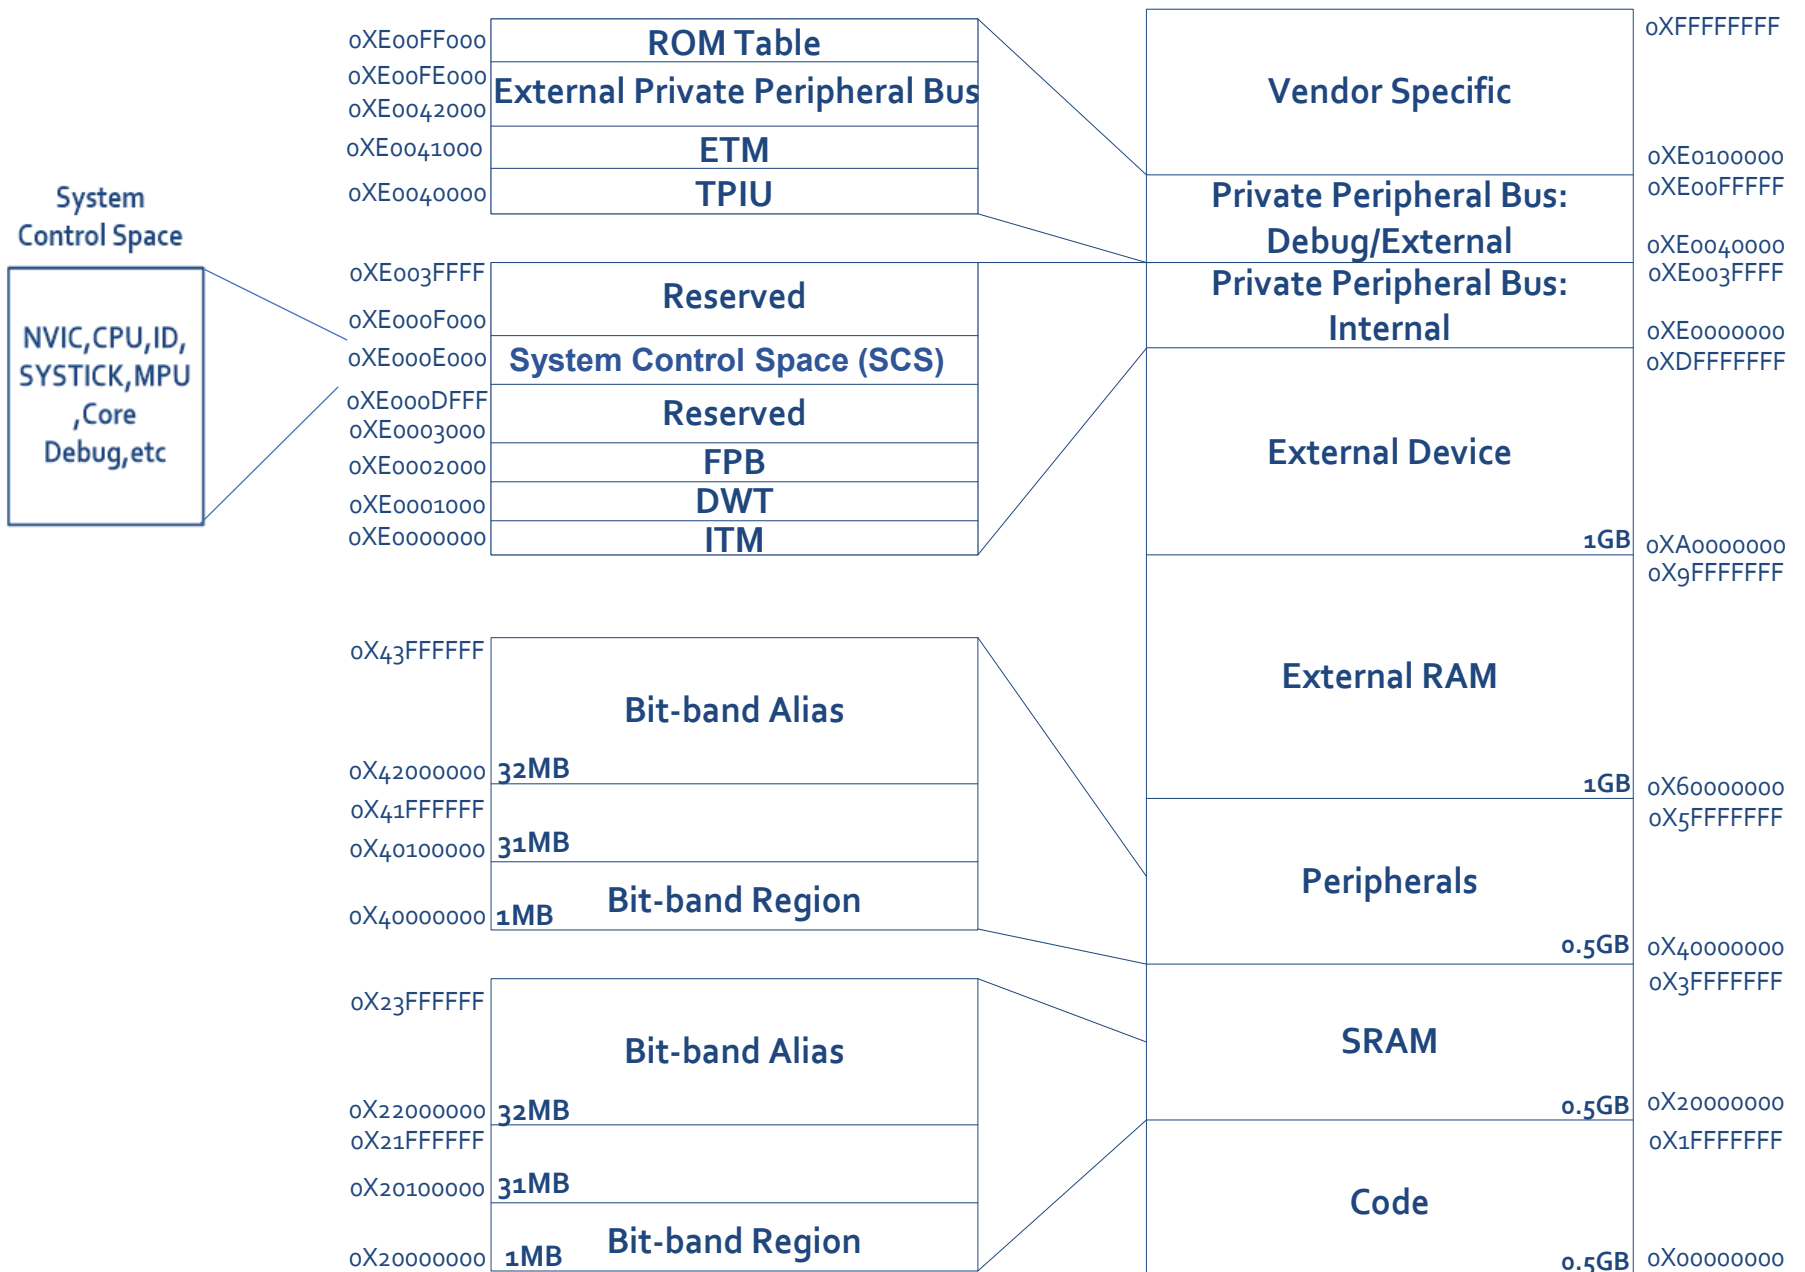 System
Control Space
NVIC,CPU,ID,
SYSTICK,MPU
,Core
Debug,etc
0XE00FF000
ROM Table
0XE00FE000
External Private Peripheral Bus
0XE0042000
0XE0041000
ETM
0XE0040000
TPIU
0XE003FFFF
Reserved
0XE000F000
0XE000E000
System Control Space (SCS)
0XE000DFFF
Reserved
0XE0003000
0XE0002000
FPB
0XE0001000
DWT
0XE0000000
ITM
0X43FFFFFF
Bit-band Alias
0X42000000
32MB
0X41FFFFFF
0X40100000
31MB
Bit-band Region
0X40000000
1MB
0X23FFFFFF
Bit-band Alias
0X22000000
32MB
0X21FFFFFF
0X20100000
31MB
Bit-band Region
0X20000000
1MB
0XFFFFFFFF
Vendor Specific
0XE0100000
0XE00FFFFF
Private Peripheral Bus:
Debug/External
0XE0040000
0XE003FFFF
Private Peripheral Bus:
Internal
0XE0000000
0XDFFFFFFF
External Device
1GB
0XA0000000
0X9FFFFFFF
External RAM
1GB
0X60000000
0X5FFFFFFF
Peripherals
0.5GB
0X40000000
0X3FFFFFFF
SRAM
0.5GB
0X20000000
0X1FFFFFFF
Code
0.5GB
0X00000000